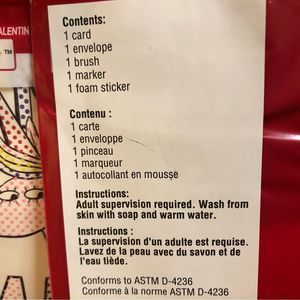 VALENTIN
™
Contents:
1 card
1 envelope
1 brush
1 marker
1 foam sticker
Contenu :
1 carte
1 enveloppe
1 pinceau
1 marqueur
1 autocollant en mousse
Instructions:
Adult supervision required. Wash from
skin with soap and warm water.
Instructions :
La supervision d'un adulte est requise.
Lavez de la peau avec du savon et de
l'eau tiède.
Conforms to ASTM D-4236
Conforme à la norme ASTM D-4236